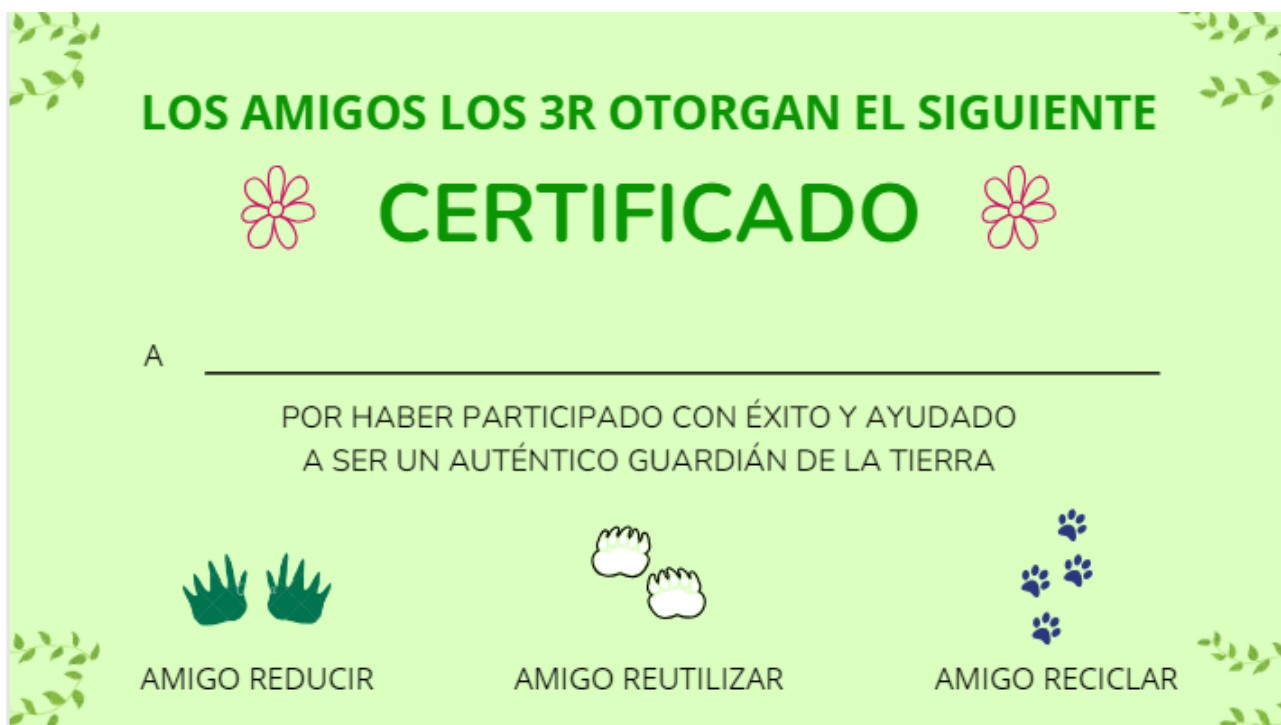 LOS AMIGOS LOS 3R OTORGAN EL SIGUIENTE
CERTIFICADO
A
POR HABER PARTICIPADO CON ÉXITO Y AYUDADO
A SER UN AUTÉNTICO GUARDIÁN DE LA TIERRA
AMIGO REDUCIR
AMIGO REUTILIZAR
AMIGO RECICLAR